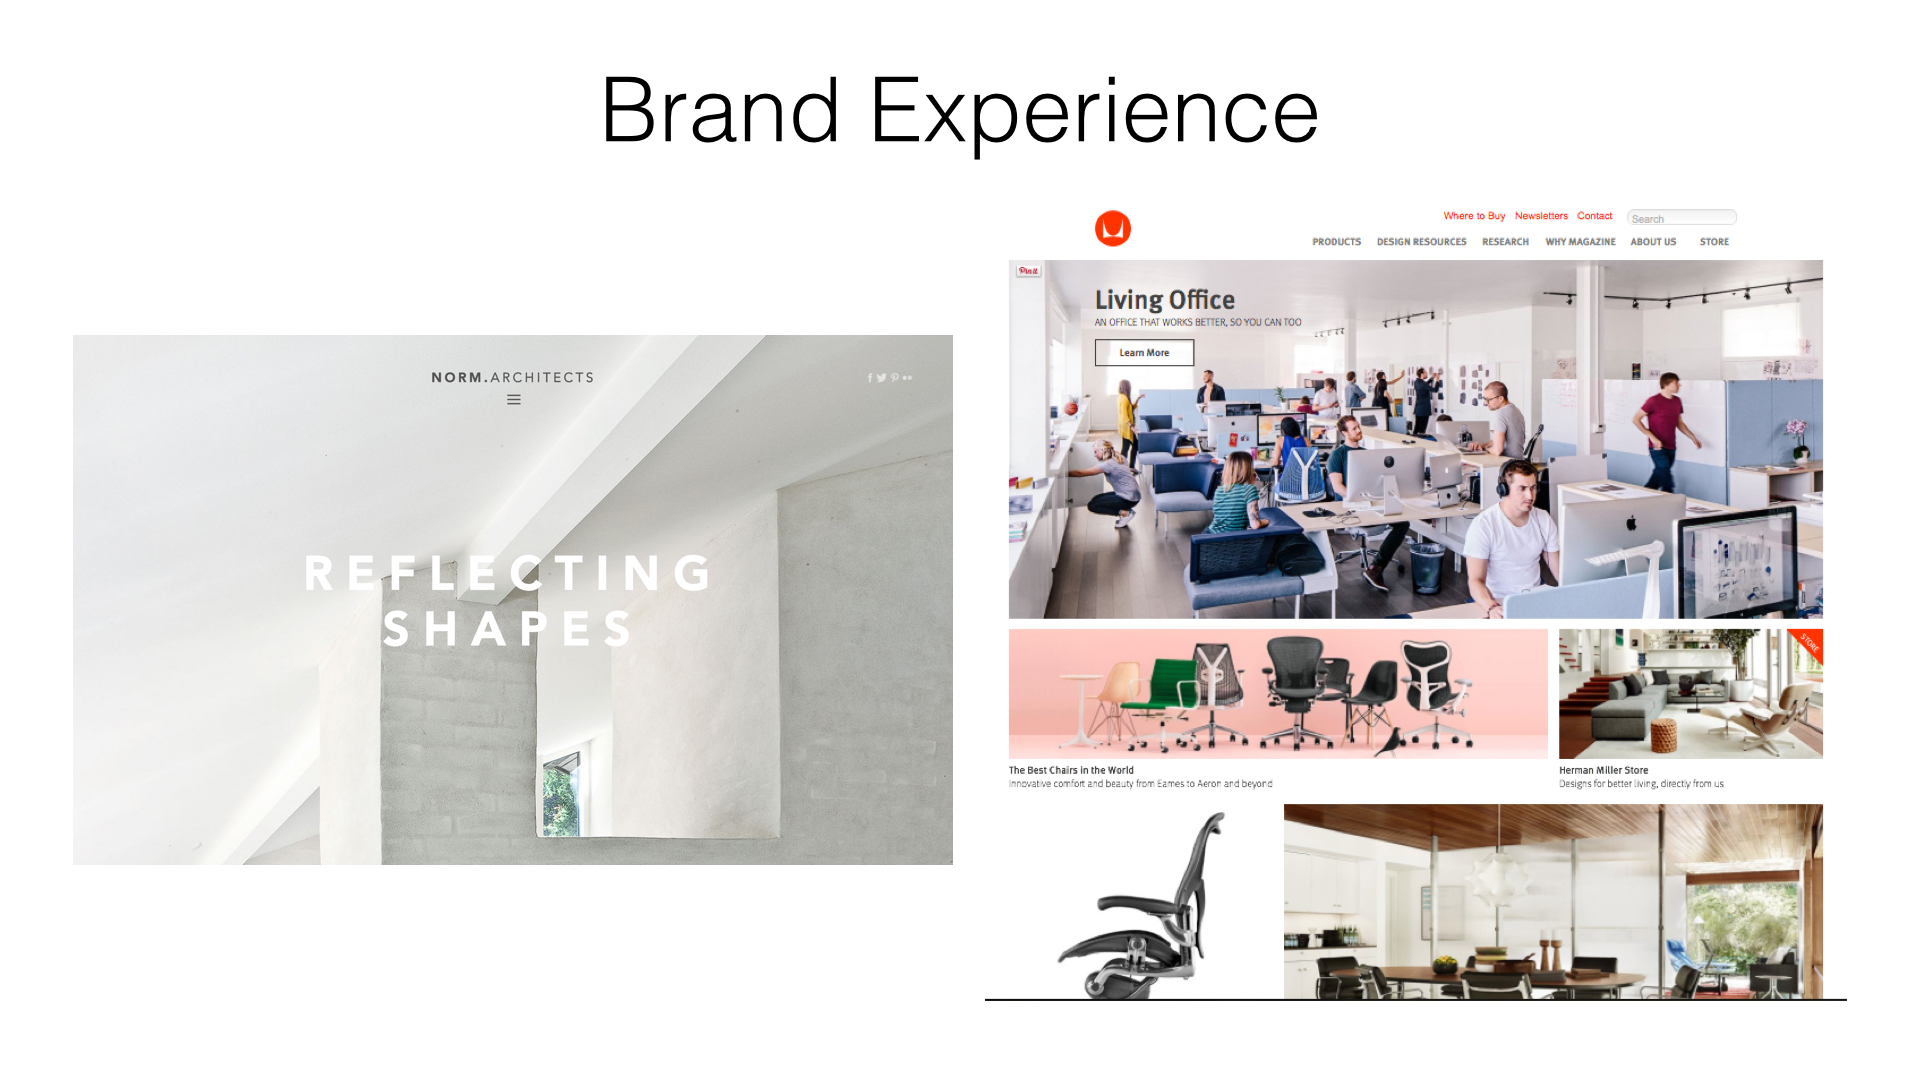 Brand Experience
NORM.ARCHITECTS
REFLECTING
SHAPES
Where to Buy Newsletters Contact Search
PRODUCTS DESIGN RESOURCES RESEARCH WHY MAGAZINE ABOUT US STORE
Pin it
Living Office
AN OFFICE THAT WORKS BETTER, SO YOU CAN TOO
Learn More
STORE
The Best Chairs in the World
Innovative comfort and beauty from Eames to Aeron and beyond
Herman Miller Store
Designs for better living, directly from us